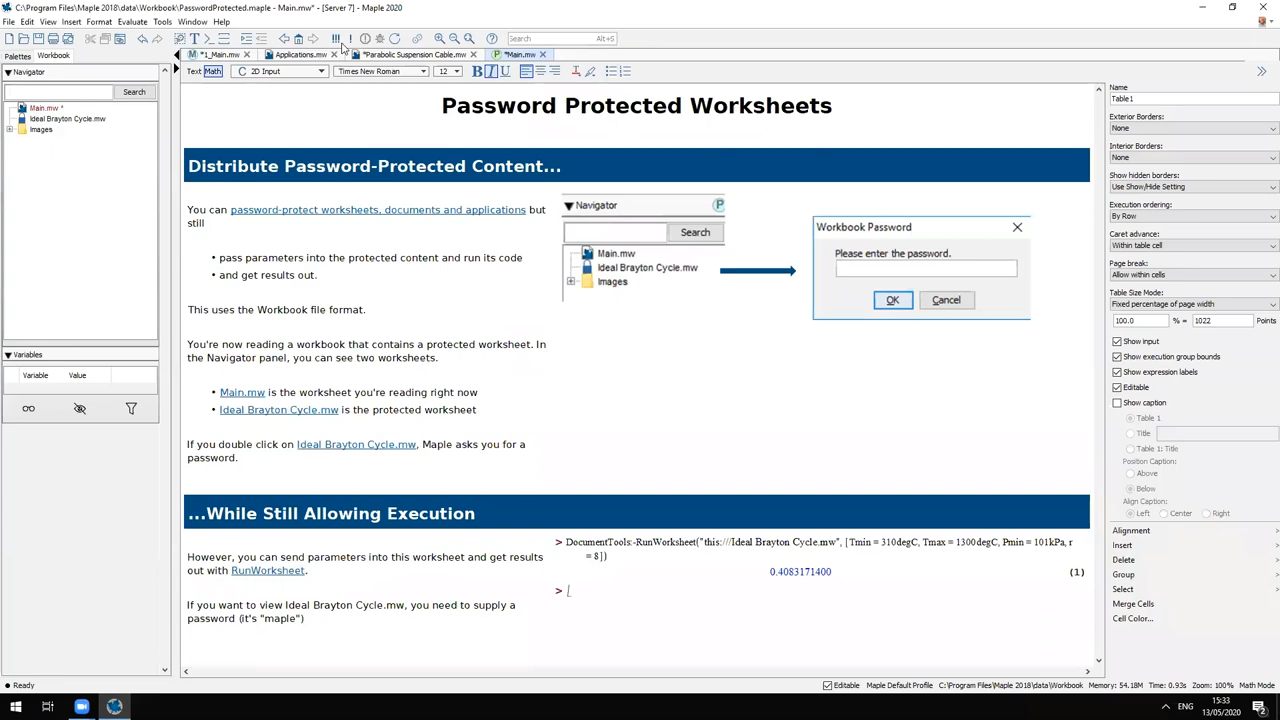 C:\Program Files\Maple 2018\data\Workbook\PasswordProtected.maple - Main.mw* - [Server 7] - Maple 2020
File Edit View Insert Format Evaluate Tools Window Help
Search Alt+S
Palettes Workbook
*1_Main.mw Applications.mw *Parabolic Suspension Cable.mw *Main.mw
Navigator
Text Math C 2D Input Times New Roman 12 B I U
Search
Main.mw *
Ideal Brayton Cycle.mw
Images
Variables
Variable Value
Password Protected Worksheets
Distribute Password-Protected Content...
You can password-protect worksheets, documents and applications but
still
• pass parameters into the protected content and run its code
• and get results out.
This uses the Workbook file format.
You're now reading a workbook that contains a protected worksheet. In
the Navigator panel, you can see two worksheets.
• Main.mw is the worksheet you're reading right now
• Ideal Brayton Cycle.mw is the protected worksheet
If you double click on Ideal Brayton Cycle.mw, Maple asks you for a
password.
Navigator P
Search
Main.mw
Ideal Brayton Cycle.mw
Images
Workbook Password
Please enter the password.
OK Cancel
...While Still Allowing Execution
However, you can send parameters into this worksheet and get results
out with RunWorksheet.
If you want to view Ideal Brayton Cycle.mw, you need to supply a
password (it's "maple")
> DocumentTools:-RunWorksheet("this:///Ideal Brayton Cycle.mw", [Tmin = 310degC, Tmax = 1300degC, Pmin = 101kPa, r
= 8])
0.4083171400 (1)
> [
Name
Table1
Exterior Borders:
None
Interior Borders:
None
Show hidden borders:
Use Show/Hide Setting
Execution ordering:
By Row
Caret advance:
Within table cell
Page break:
Allow within cells
Table Size Mode:
Fixed percentage of page width
100.0 % = 1022 Points
Show input
Show execution group bounds
Show expression labels
Editable
Show caption
Table 1
Title
Table 1: Title
Position Caption:
Above
Below
Align Caption:
Left Center Right
Alignment
Insert
Delete
Group
Select
Merge Cells
Cell Color...
Ready
Editable Maple Default Profile C:\Program Files\Maple 2018\data\Workbook Memory: 54.18M Time: 0.93s Zoom: 100% Math Mode
ENG 15:33
13/05/2020 2